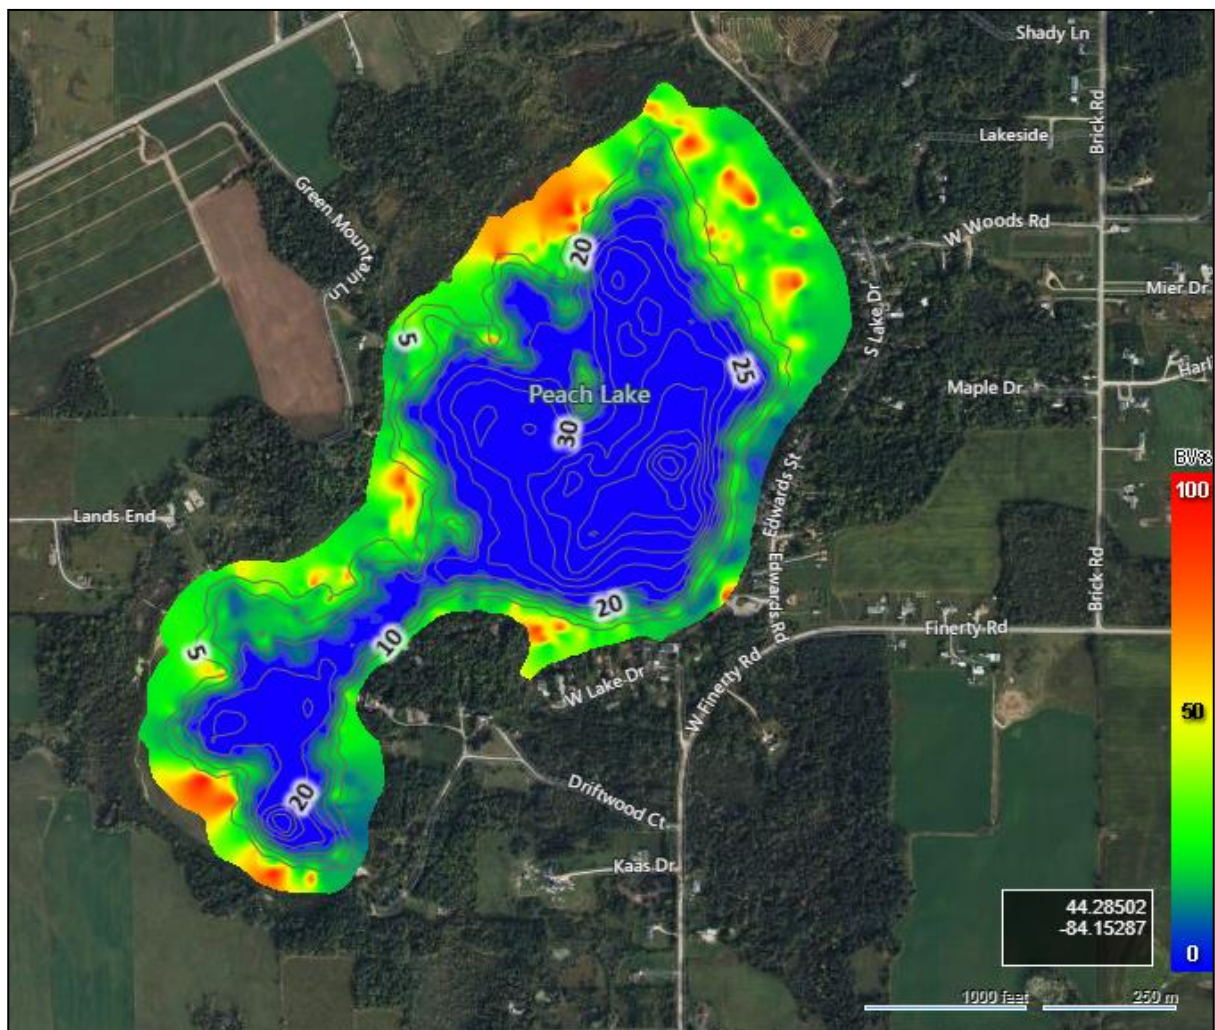 Shady Ln
Brick Rd
Lakeside
Green Mountain Ln
W Woods Rd
20
Mier Dr
S Lake Dr
5
25
Harl
Maple Dr
Peach Lake
30
BV%
100
Edwards St
Lands End
Edwards Rd
Brick Rd
20
Finerty Rd
10
5
W Lake Dr
W Finerty Rd
50
Driftwood Ct
20
Kaas Dr
44.28502
-84.15287
0
1000 feet
250 m